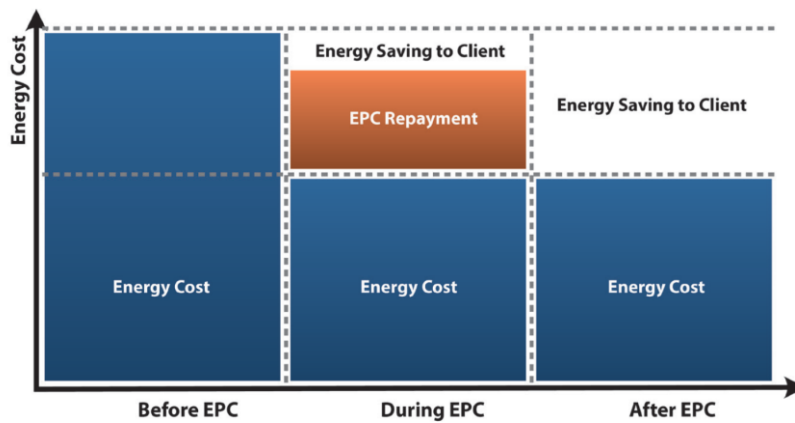 Energy Cost
Energy Saving to Client
EPC Repayment
Energy Saving to Client
Energy Cost
Energy Cost
Energy Cost
Before EPC
During EPC
After EPC